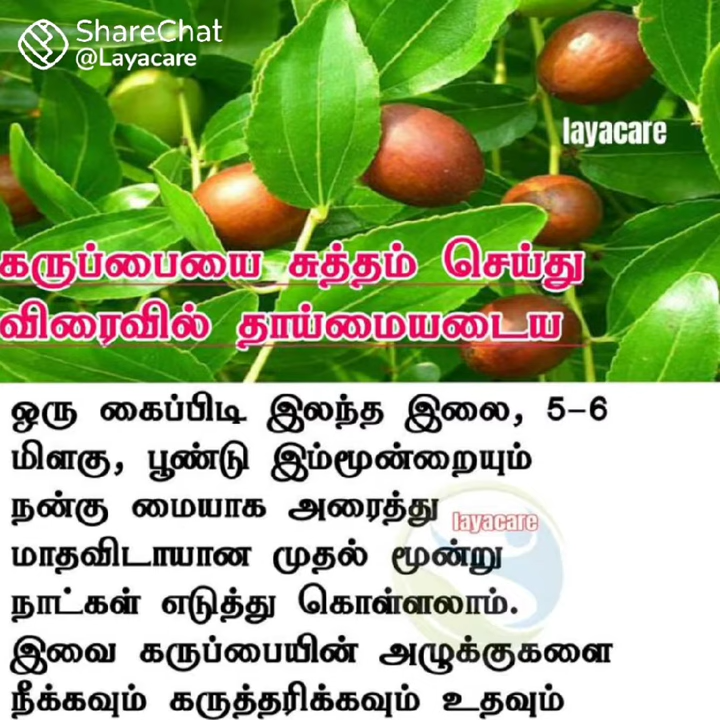 ShareChat
@Layacare
layacare
கருப்பையை சுத்தம் செய்து
விரைவில் தாய்மையடைய
ஒரு கைப்பிடி இலந்த இலை, 5-6
மிளகு, பூண்டு இம்மூன்றையும்
நன்கு மையாக அரைத்து
layacare
மாதவிடாயான முதல் மூன்று
நாட்கள் எடுத்து கொள்ளலாம்.
இவை கருப்பையின் அழுக்குகளை
நீக்கவும் கருத்தரிக்கவும் உதவும்